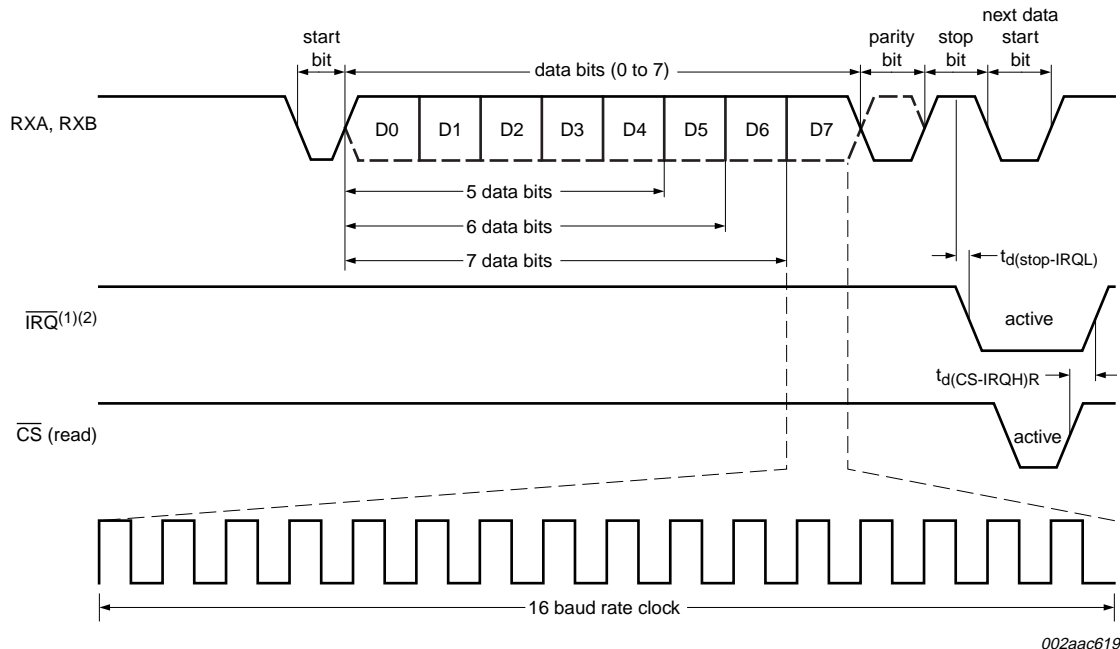 start bit
data bits (0 to 7)
parity bit
stop bit
next data start bit
RXA, RXB
D0 D1 D2 D3 D4 D5 D6 D7
5 data bits
6 data bits
7 data bits
td(stop-IRQL)
IRQ(1)(2)
active
td(CS-IRQH)R
CS (read)
active
16 baud rate clock
002aac619